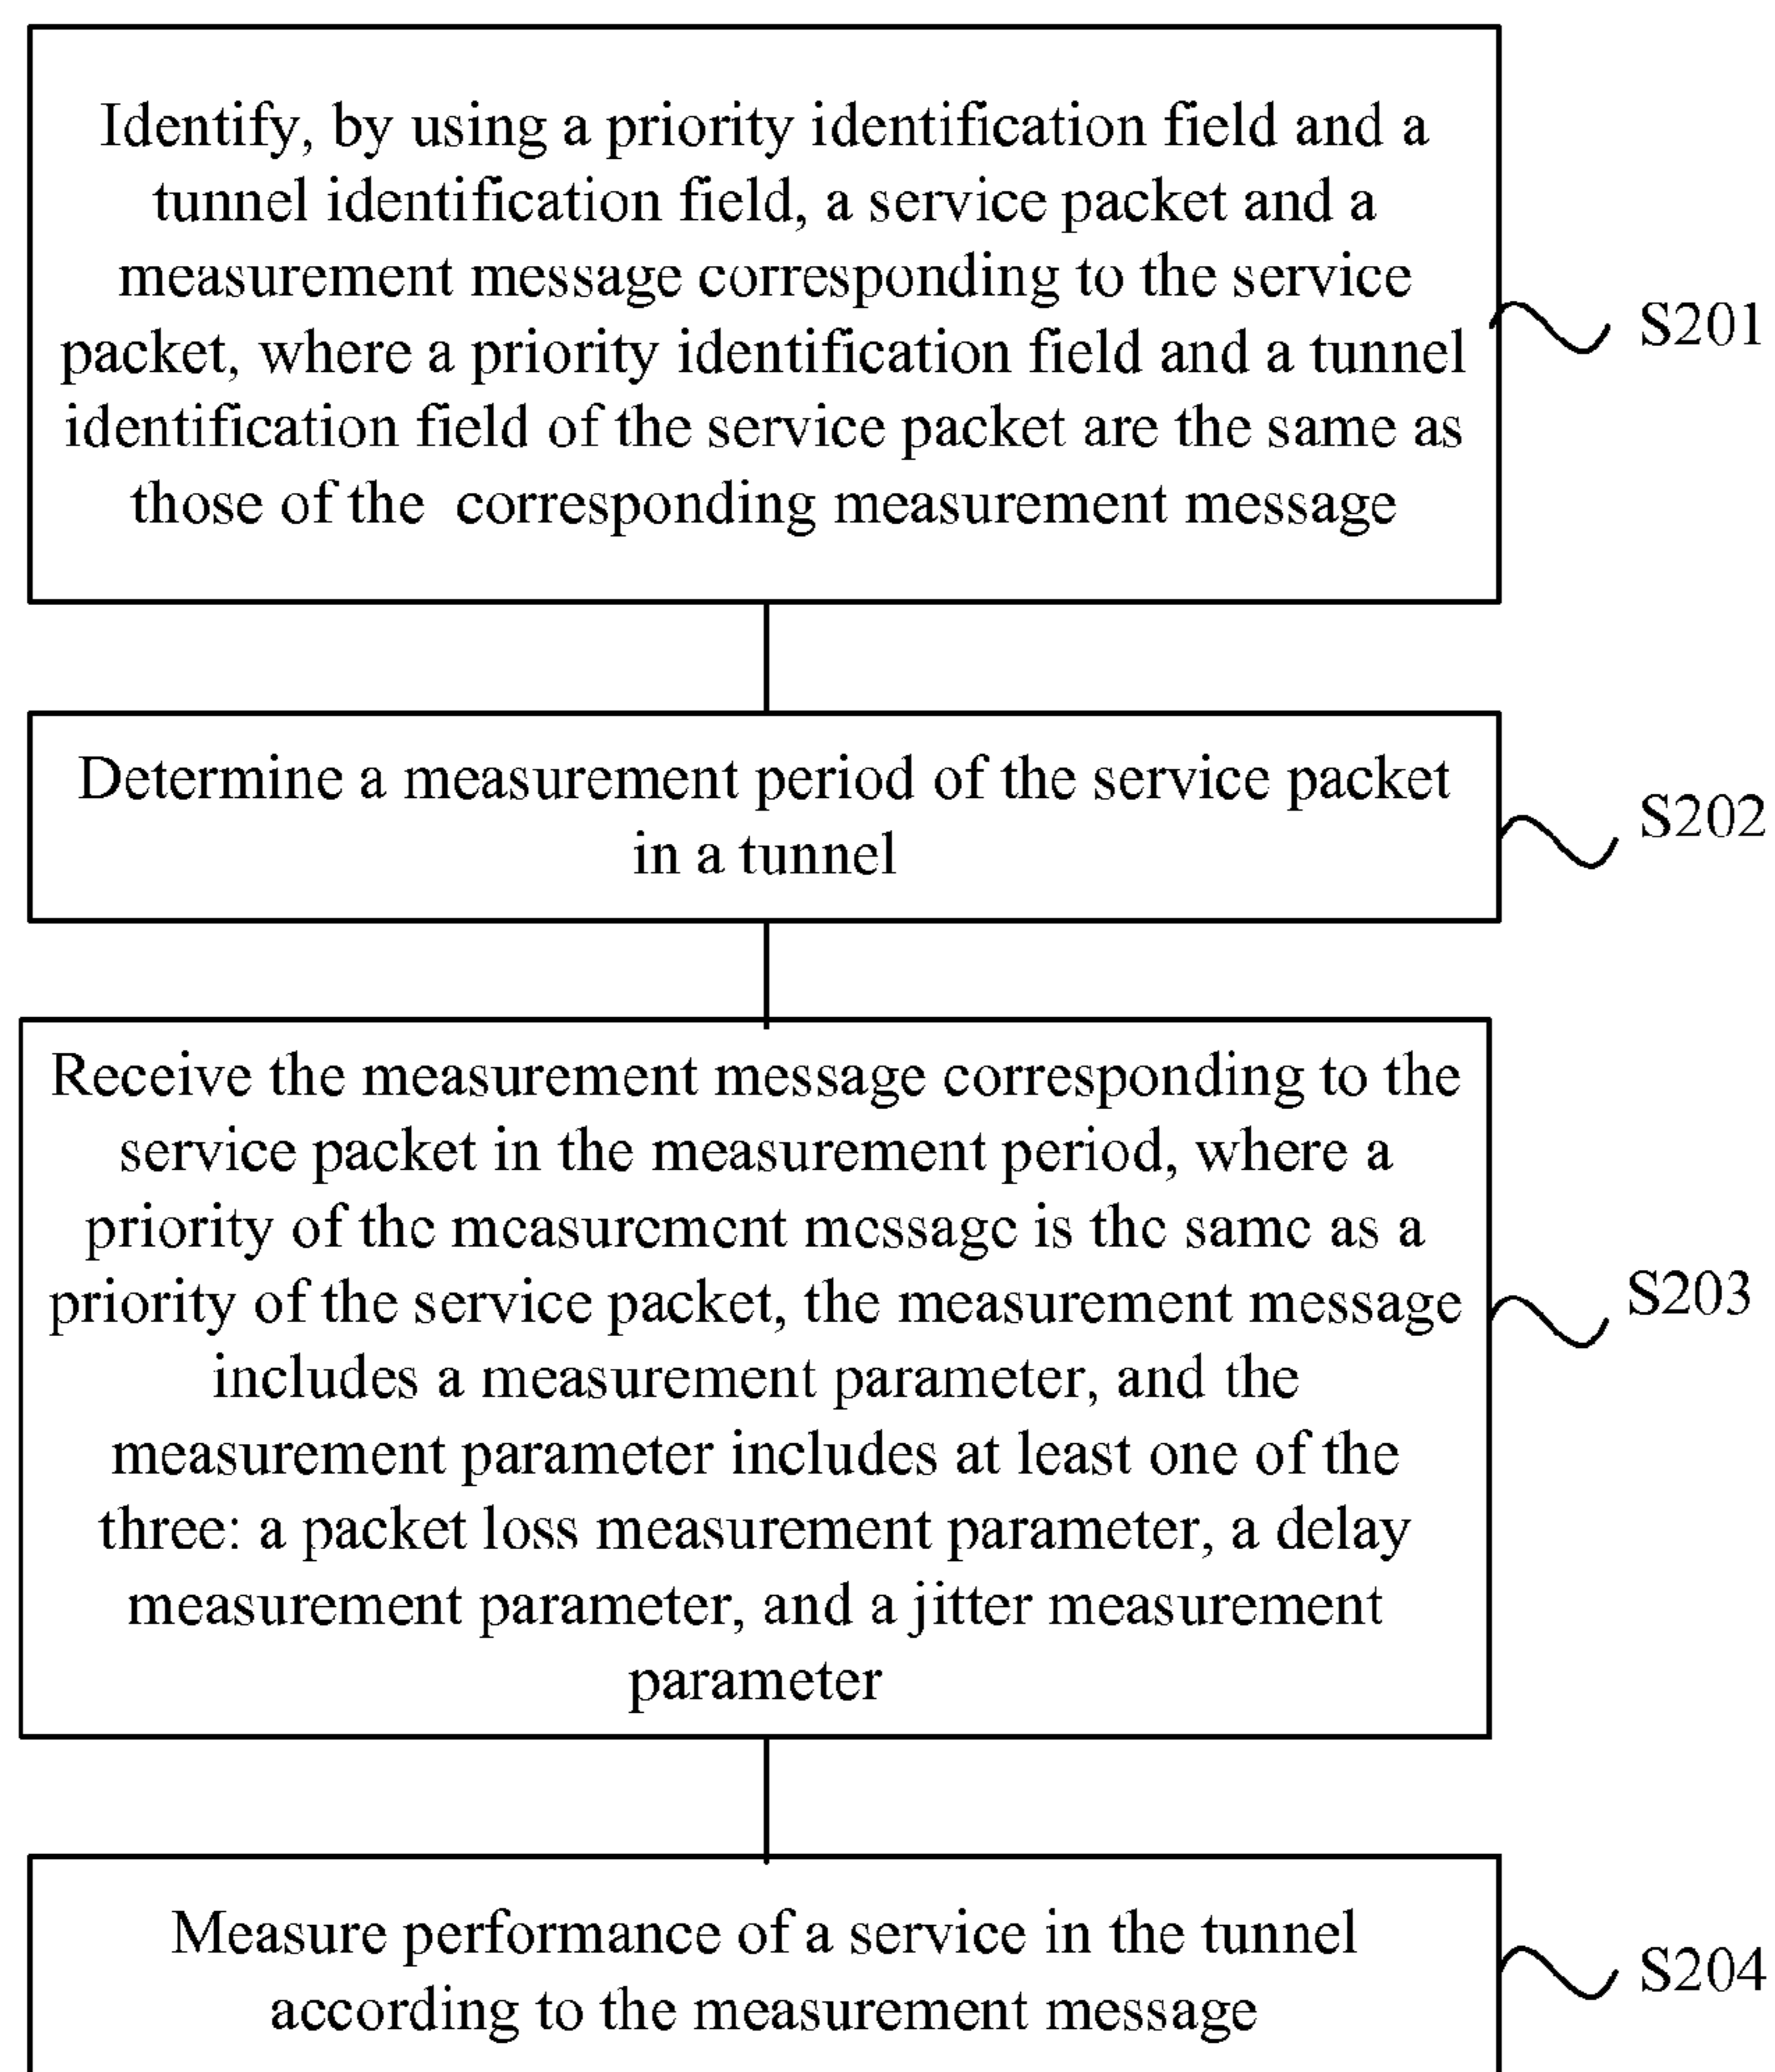 Identify, by using a priority identification field and a
tunnel identification field, a service packet and a
measurement message corresponding to the service
packet, where a priority identification field and a tunnel
identification field of the service packet are the same as
those of the corresponding measurement message
S201
Determine a measurement period of the service packet
in a tunnel
S202
Receive the measurement message corresponding to the
service packet in the measurement period, where a
priority of the measurement message is the same as a
priority of the service packet, the measurement message
includes a measurement parameter, and the
measurement parameter includes at least one of the
three: a packet loss measurement parameter, a delay
measurement parameter, and a jitter measurement
parameter
S203
Measure performance of a service in the tunnel
according to the measurement message
S204